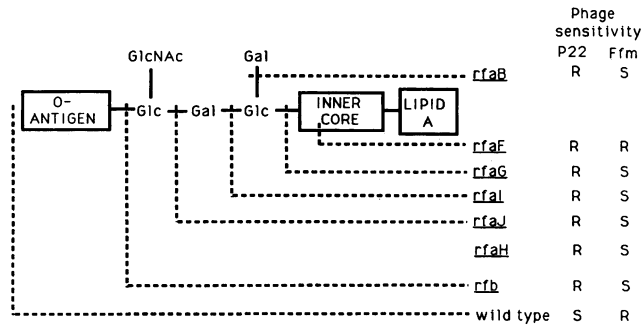 Phage
sensitivity
P22 Ffm
GlcNAc Gal
rfaB R S
O-
ANTIGEN
Glc Gal Glc
INNER
CORE
LIPID
A
rfaF R R
rfaG R S
rfaI R S
rfaJ R S
rfaH R S
rfb R S
wild type S R